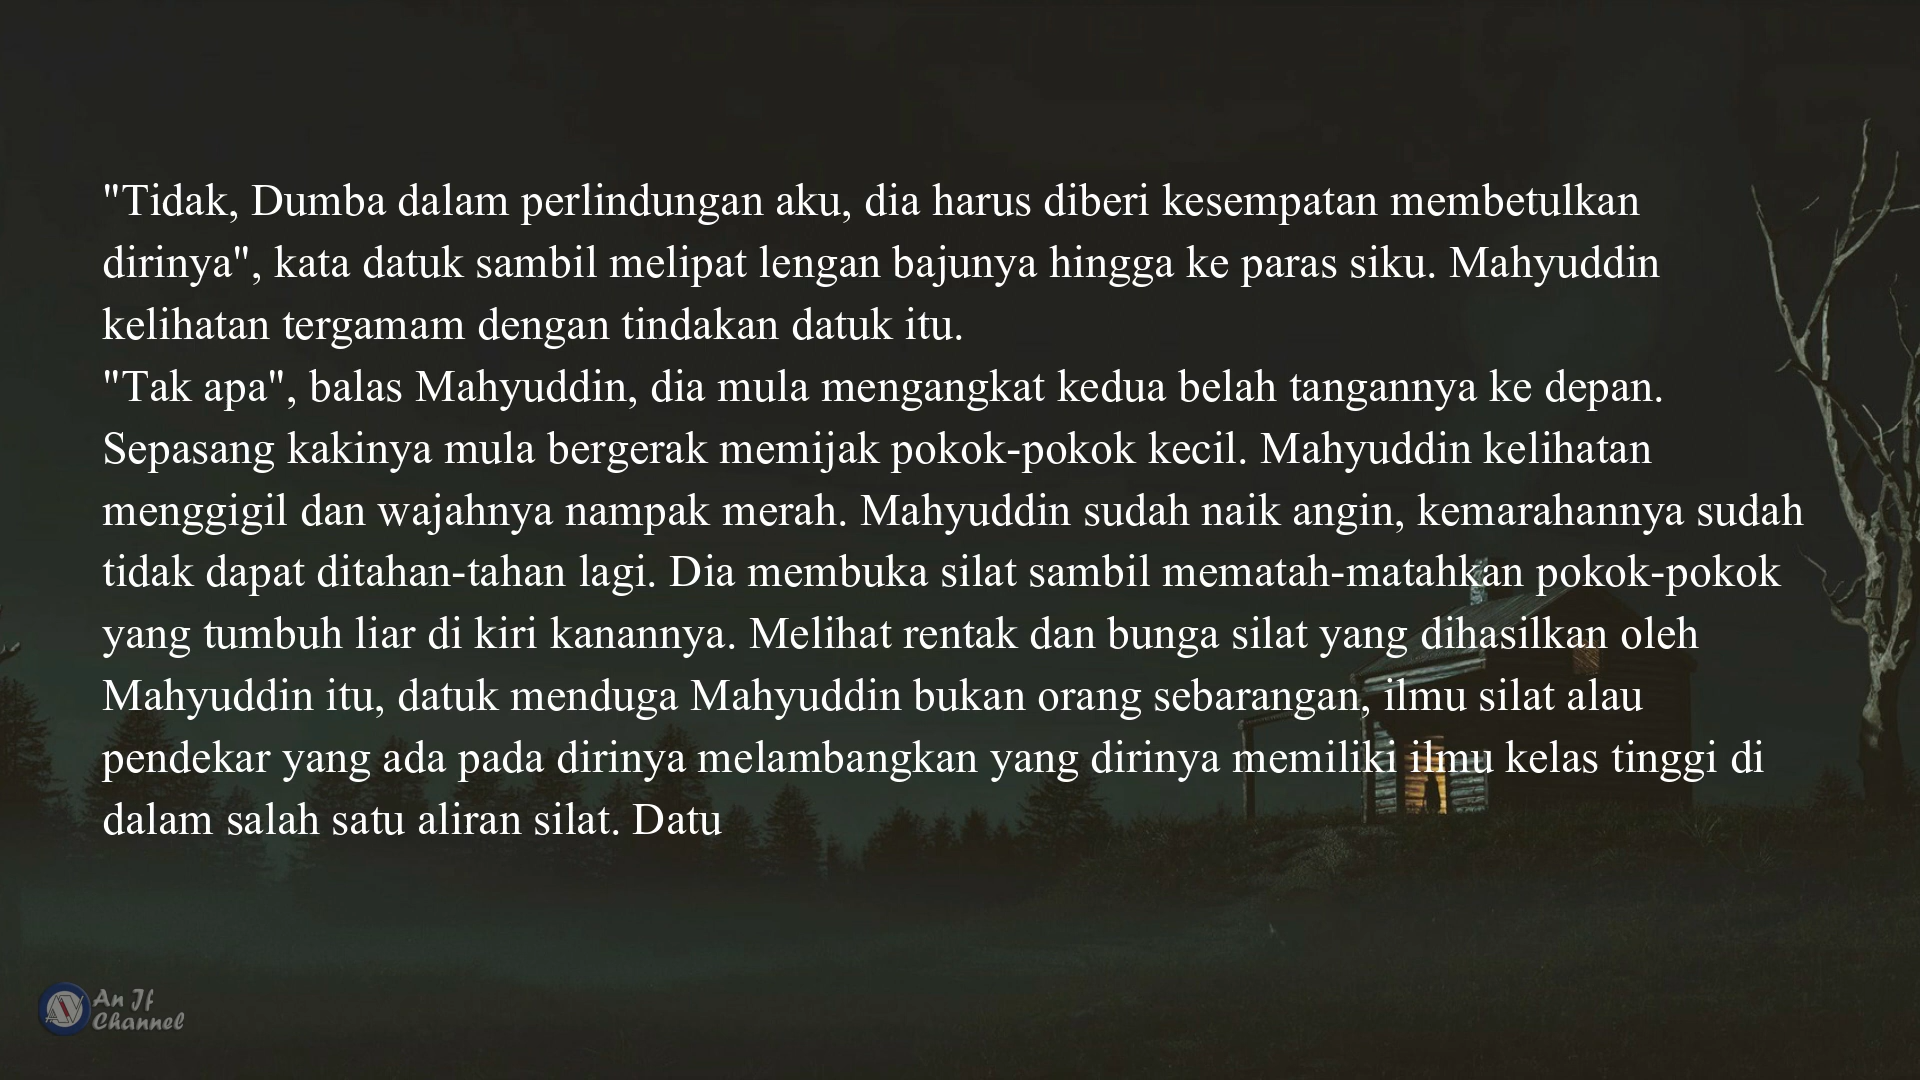 "Tidak, Dumba dalam perlindungan aku, dia harus diberi kesempatan membetulkan
dirinya", kata datuk sambil melipat lengan bajunya hingga ke paras siku. Mahyuddin
kelihatan tergamam dengan tindakan datuk itu.
"Tak apa", balas Mahyuddin, dia mula mengangkat kedua belah tangannya ke depan.
Sepasang kakinya mula bergerak memijak pokok-pokok kecil. Mahyuddin kelihatan
menggigil dan wajahnya nampak merah. Mahyuddin sudah naik angin, kemarahannya sudah
tidak dapat ditahan-tahan lagi. Dia membuka silat sambil mematah-matahkan pokok-pokok
yang tumbuh liar di kiri kanannya. Melihat rentak dan bunga silat yang dihasilkan oleh
Mahyuddin itu, datuk menduga Mahyuddin bukan orang sebarangan, ilmu silat alau
pendekar yang ada pada dirinya melambangkan yang dirinya memiliki ilmu kelas tinggi di
dalam salah satu aliran silat. Datu
An If
Channel